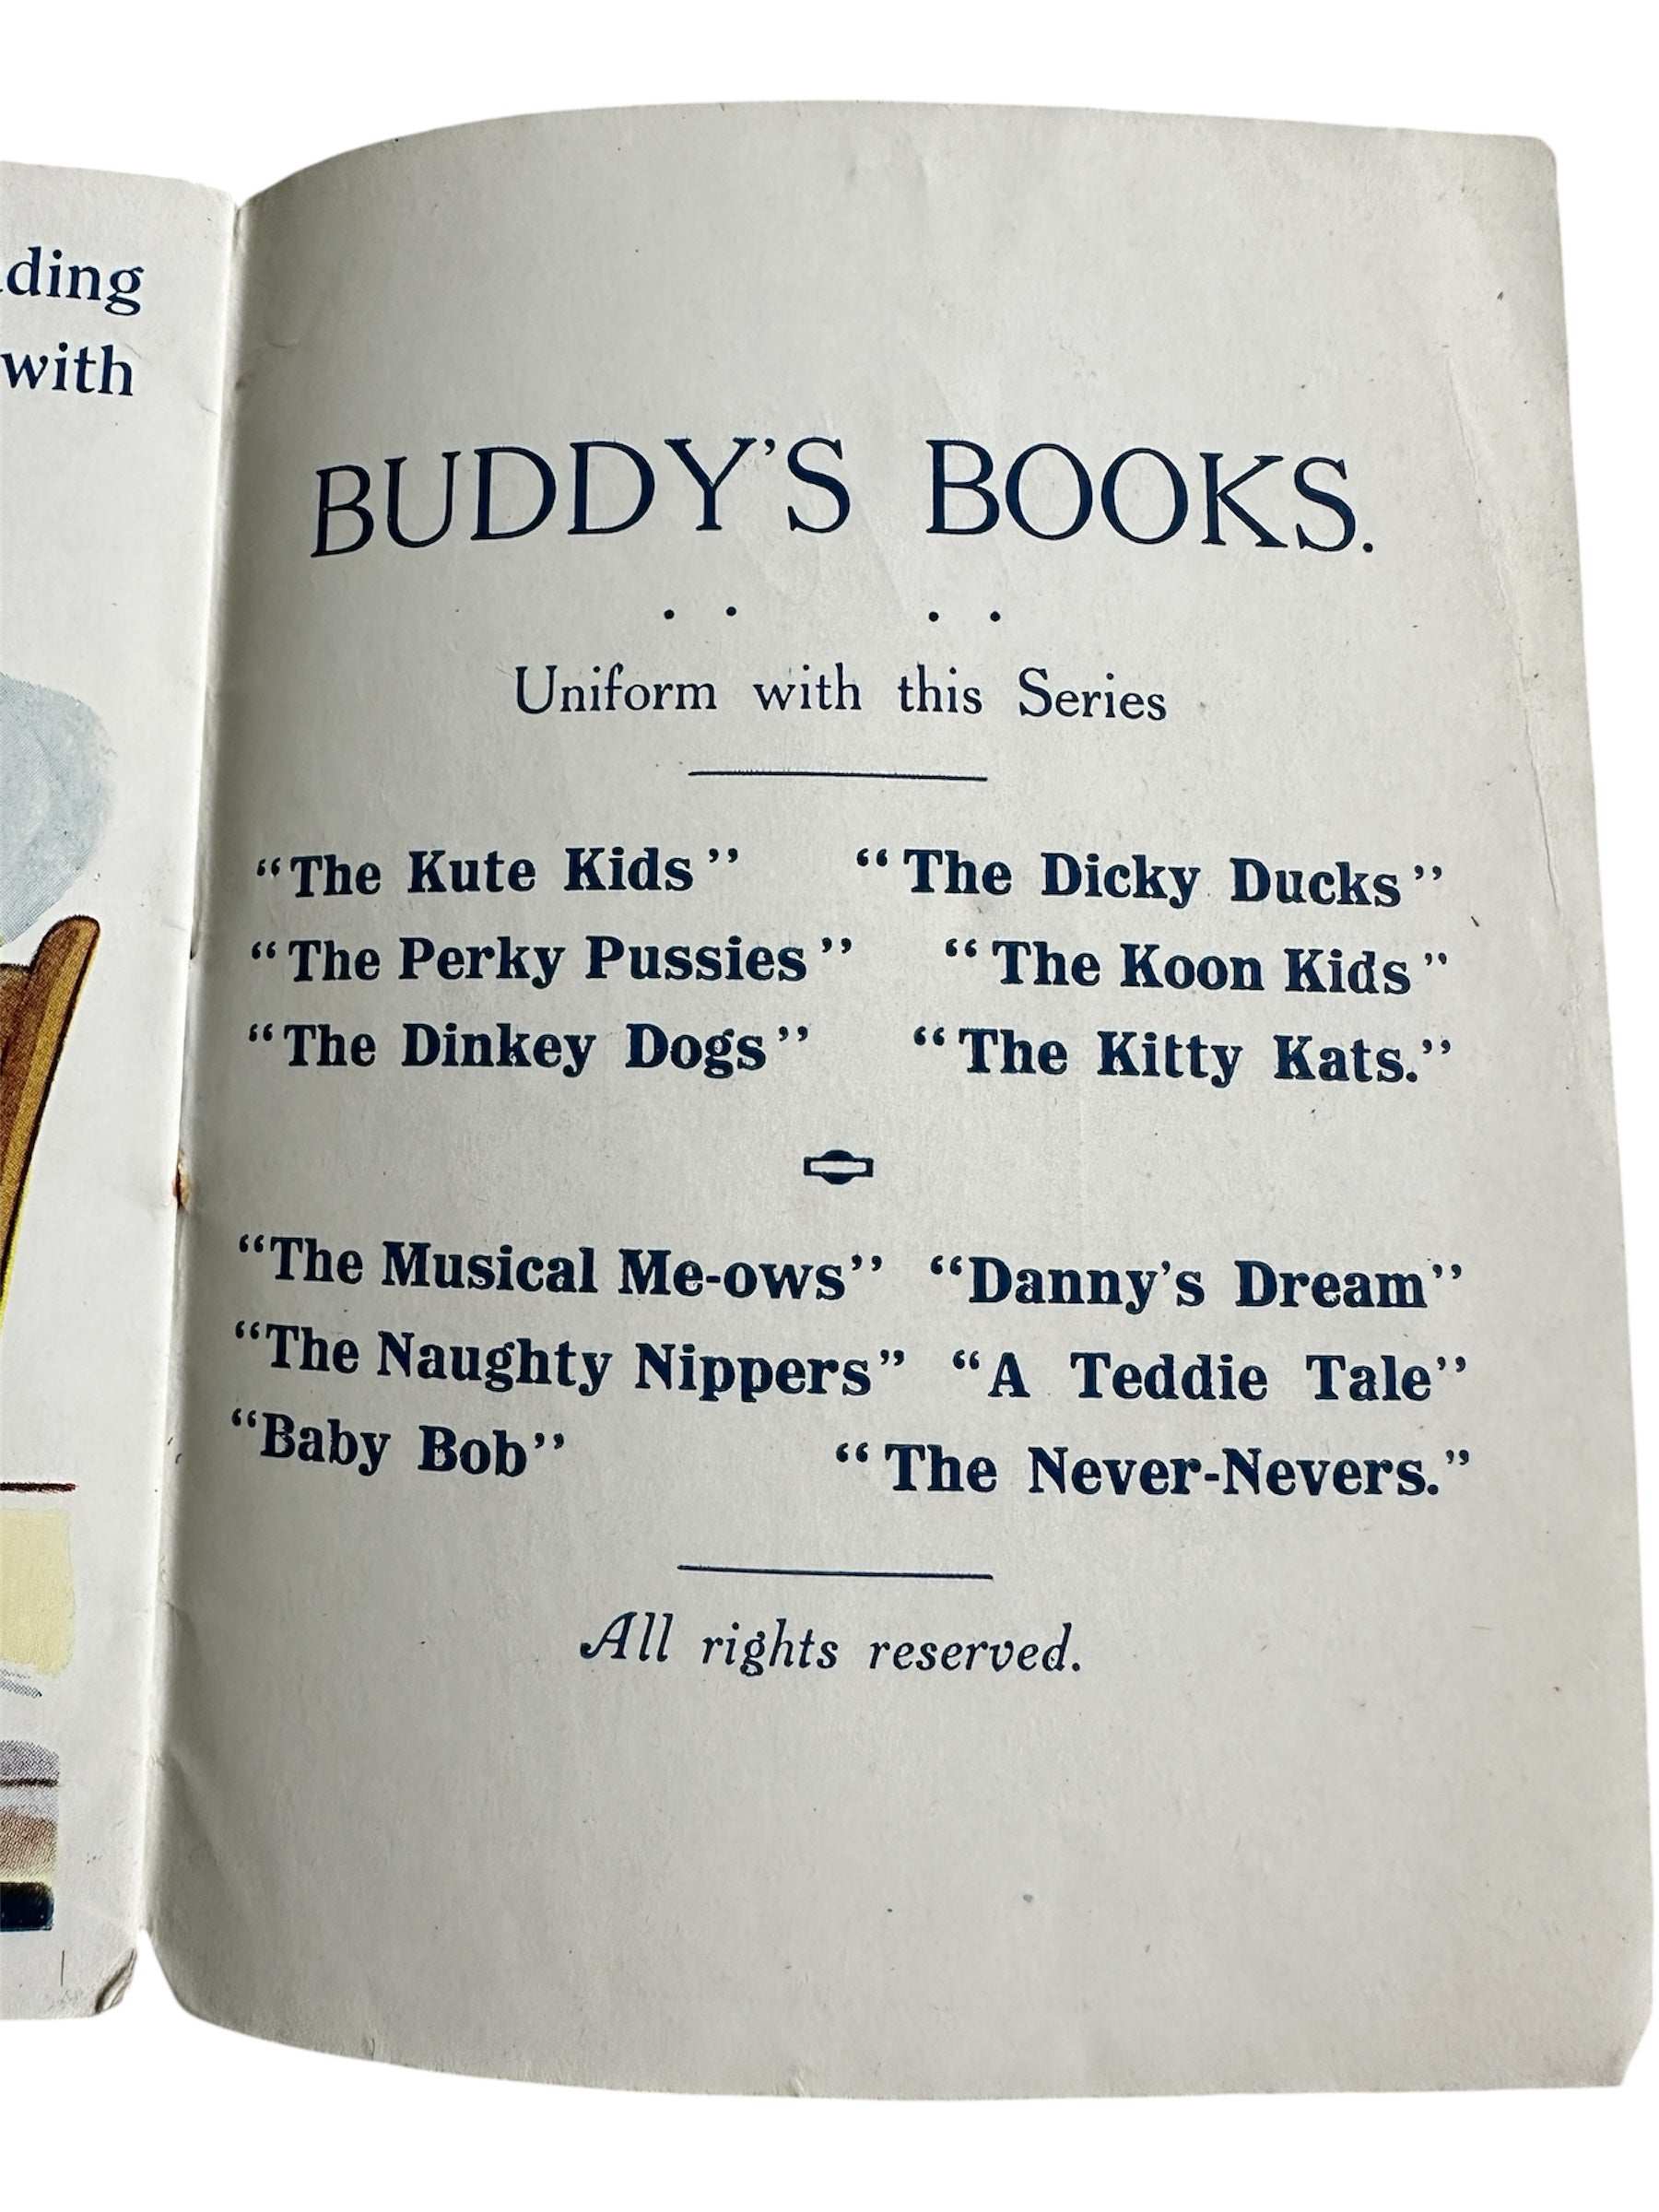 ding
with
BUDDY'S BOOKS.
Uniform with this Series
"The Kute Kids" "The Dicky Ducks"
"The Perky Pussies" "The Koon Kids"
"The Dinkey Dogs" "The Kitty Kats."
"The Musical Me-ows" "Danny's Dream"
"The Naughty Nippers" "A Teddie Tale"
"Baby Bob" "The Never-Nevers."
All rights reserved.